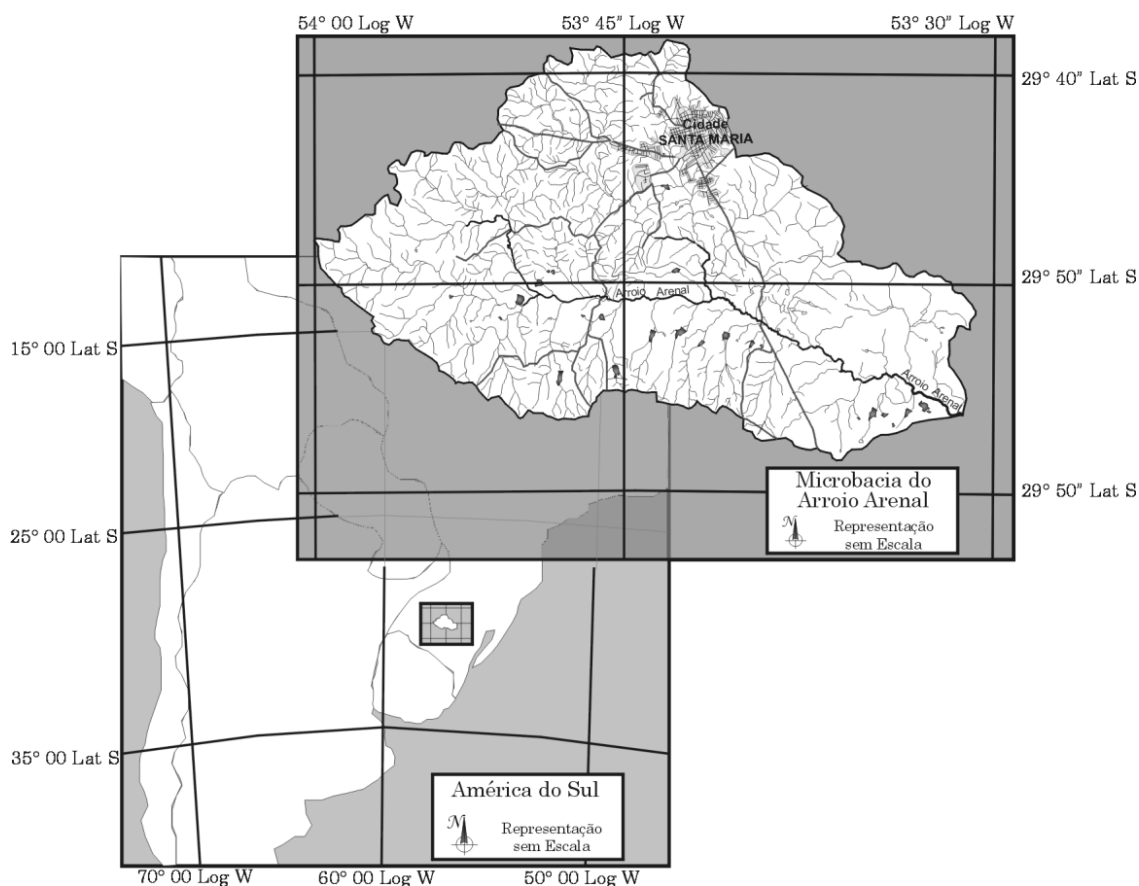 54° 00 Log W
53° 45" Log W
53° 30" Log W
29° 40" Lat S
Cidade
SANTA MARIA
29° 50" Lat S
Arroio Arenal
15° 00 Lat S
Arroio Arenal
Microbacia do
Arroio Arenal
N
Representação
sem Escala
29° 50" Lat S
25° 00 Lat S
35° 00 Lat S
América do Sul
N
Representação
sem Escala
70° 00 Log W
60° 00 Log W
50° 00 Log W